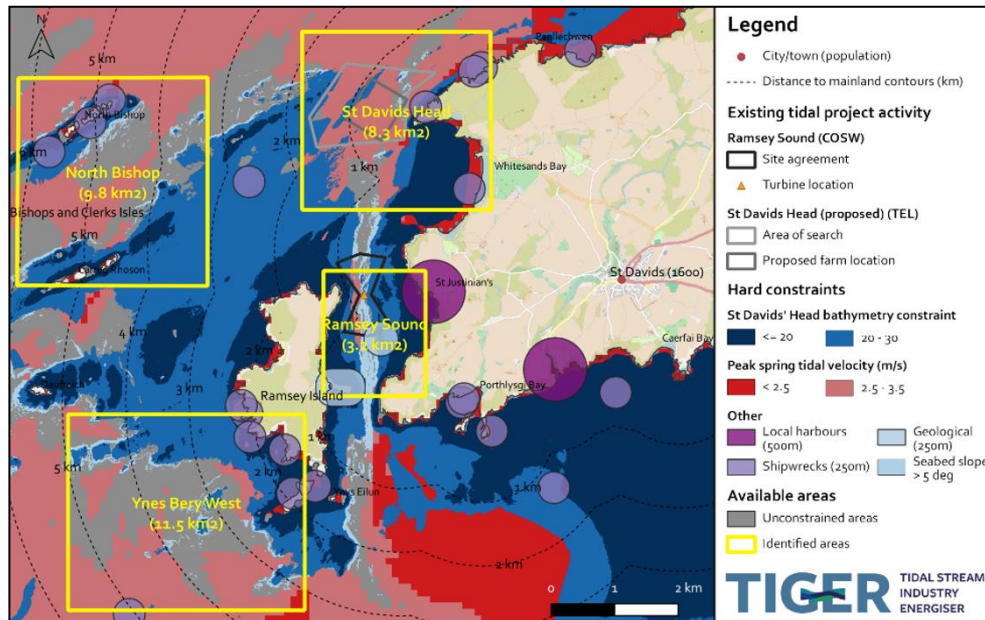 N
5 km
Penllechwen
St Davids Head
(8.3 km2)
North Bishop
2 km
6 km
1 km
Whitesands Bay
North Bishop
(9.8 km2)
Bishops and Clerks Isles
5 km
St Davids (1600)
St Justinian's
Ramsey Sound
(3.2 km2)
4 km
2 km
Caerfai Bay
3 km
Ramsey Island
Porthlysgi Bay
1 km
5 km
2 km
Ynys Eilun
1 km
Ynes Bery West
(11.5 km2)
2 km
0 1 2 km
Legend
City/town (population)
Distance to mainland contours (km)
Existing tidal project activity
Ramsey Sound (COSW)
Site agreement
Turbine location
St Davids Head (proposed) (TEL)
Area of search
Proposed farm location
Hard constraints
St Davids' Head bathymetry constraint
<= 20 20 - 30
Peak spring tidal velocity (m/s)
< 2.5 2.5 - 3.5
Other
Local harbours (500m)
Geological (250m)
Shipwrecks (250m)
Seabed slope > 5 deg
Available areas
Unconstrained areas
Identified areas
TIGER
TIDAL STREAM
INDUSTRY
ENERGISER